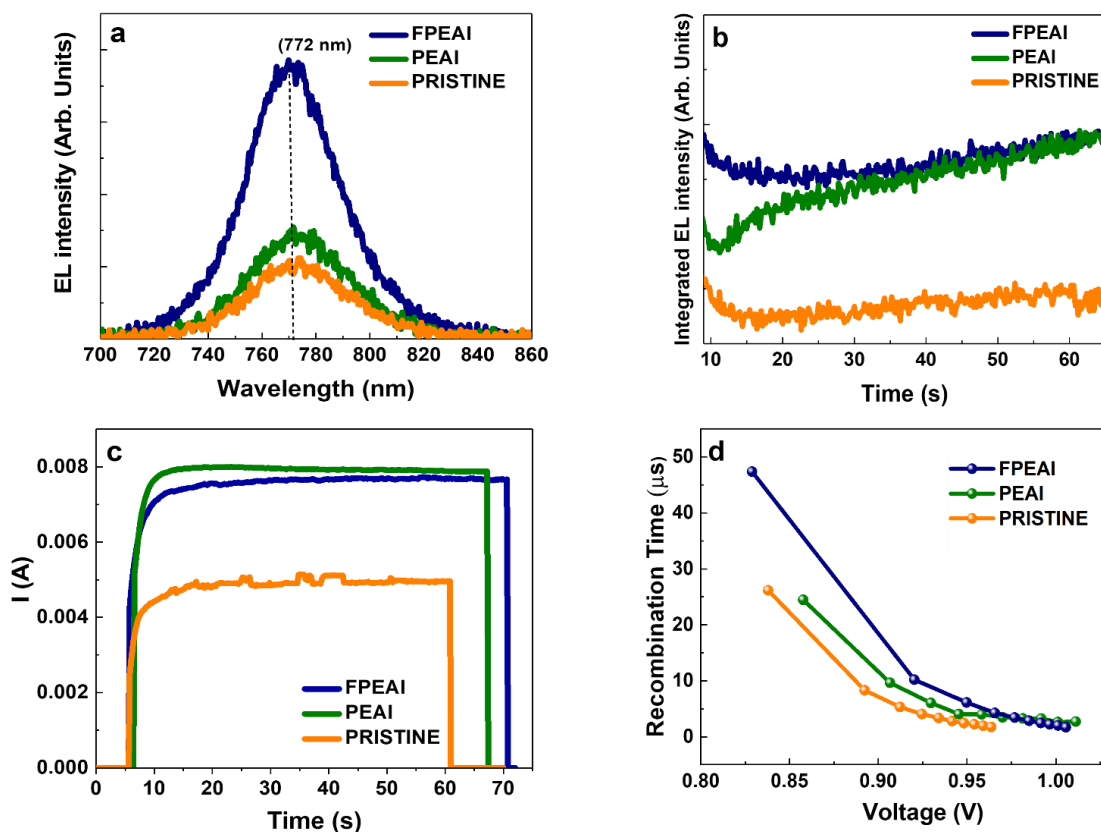 a
(772 nm)
FPEAI
PEAI
PRISTINE
EL intensity (Arb. Units)
700 720 740 760 780 800 820 840 860
Wavelength (nm)
b
FPEAI
PEAI
PRISTINE
Integrated EL intensity (Arb. Units)
10 20 30 40 50 60
Time (s)
c
0.008
0.006
0.004
0.002
0.000
I (A)
FPEAI
PEAI
PRISTINE
0 10 20 30 40 50 60 70
Time (s)
d
50
40
30
20
10
0
Recombination Time (μs)
FPEAI
PEAI
PRISTINE
0.80 0.85 0.90 0.95 1.00
Voltage (V)